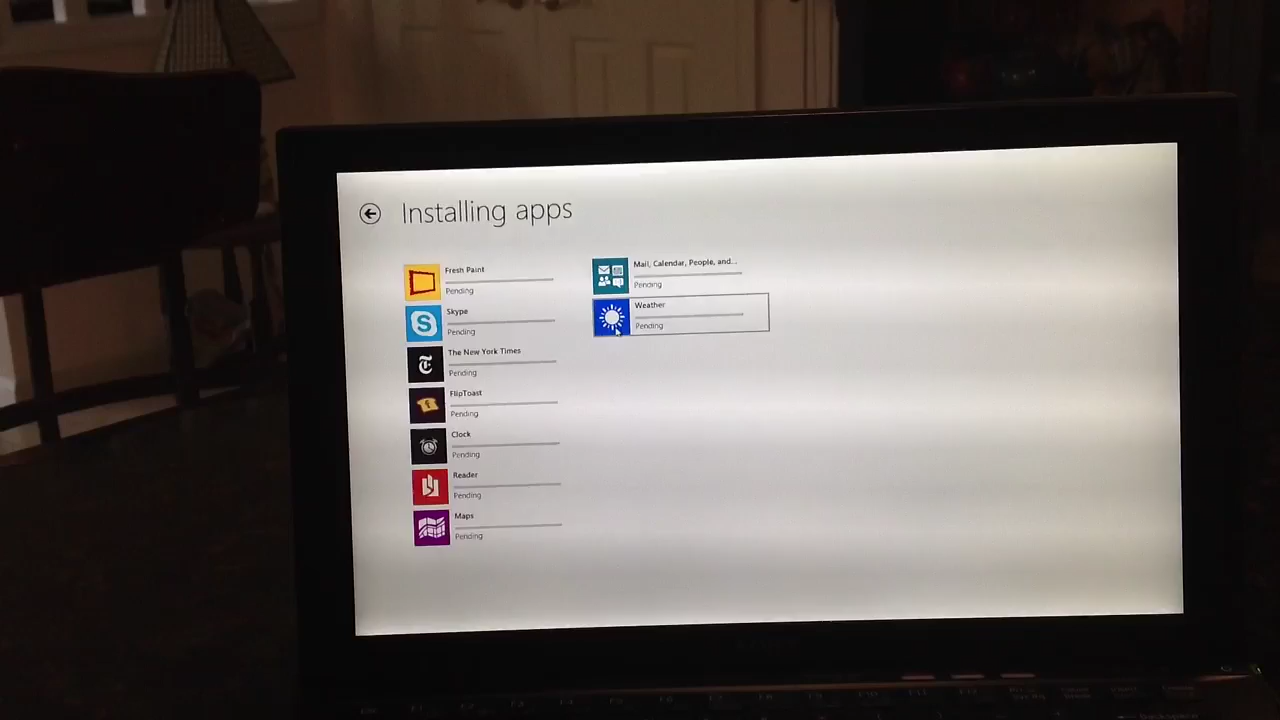 Installing apps
Fresh Paint
Pending
Skype
Pending
The New York Times
Pending
FlipToast
Pending
Clock
Pending
Reader
Pending
Maps
Pending
Mail, Calendar, People, and...
Pending
Weather
Pending